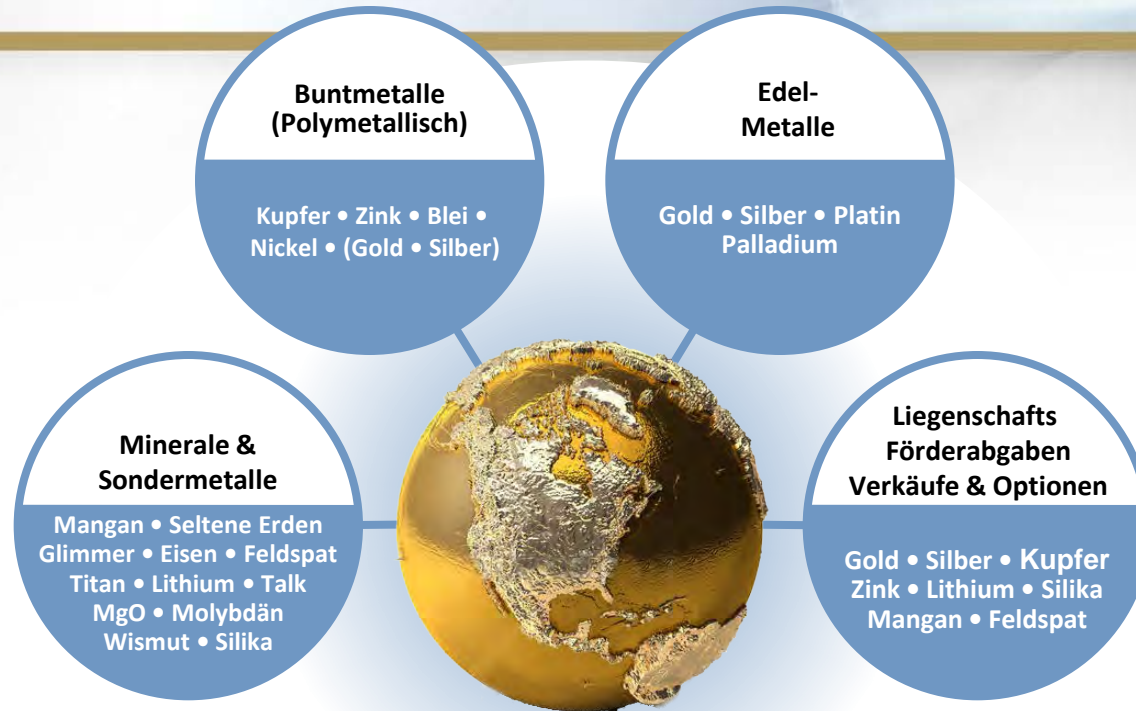 Buntmetalle
(Polymetallisch)
Kupfer • Zink • Blei •
Nickel • (Gold • Silber)
Edel-
Metalle
Gold • Silber • Platin
Palladium
Minerale &
Sondermetalle
Mangan • Seltene Erden
Glimmer • Eisen • Feldspat
Titan • Lithium • Talk
MgO • Molybdän
Wismut • Silika
Liegenschafts
Förderabgaben
Verkäufe & Optionen
Gold • Silber • Kupfer
Zink • Lithium • Silika
Mangan • Feldspat